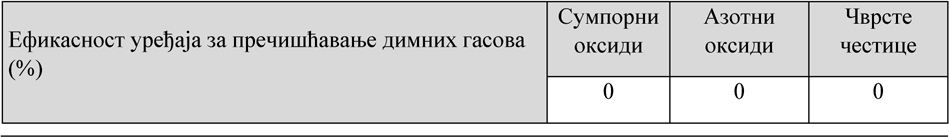 Ефикасност уређаја за пречишћавање димних гасова
(%)
Сумпорни
оксиди
Азотни
оксиди
Чврсте
честице
0
0
0